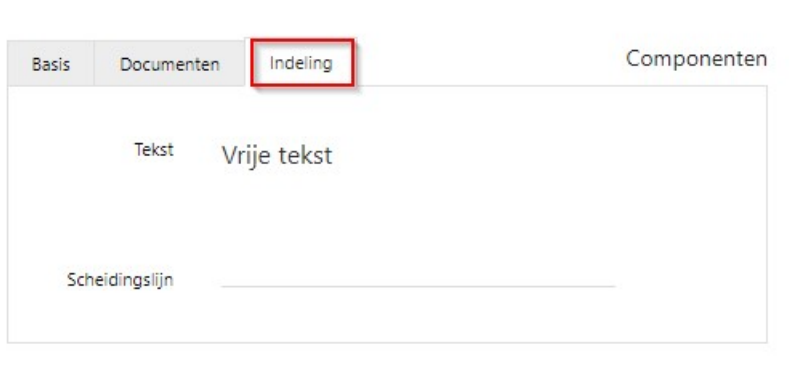 Basis Documenten Indeling Componenten
Tekst Vrije tekst
Scheidingslijn